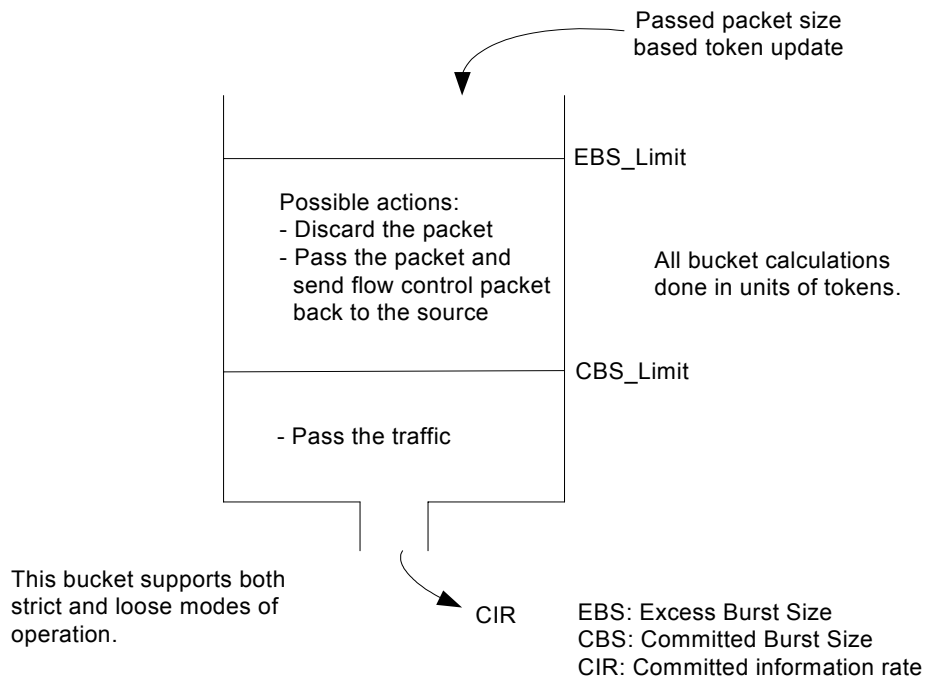 Passed packet size
based token update
EBS_Limit
Possible actions:
- Discard the packet
- Pass the packet and
send flow control packet
back to the source
All bucket calculations
done in units of tokens.
CBS_Limit
- Pass the traffic
This bucket supports both
strict and loose modes of
operation.
CIR
EBS: Excess Burst Size
CBS: Committed Burst Size
CIR: Committed information rate